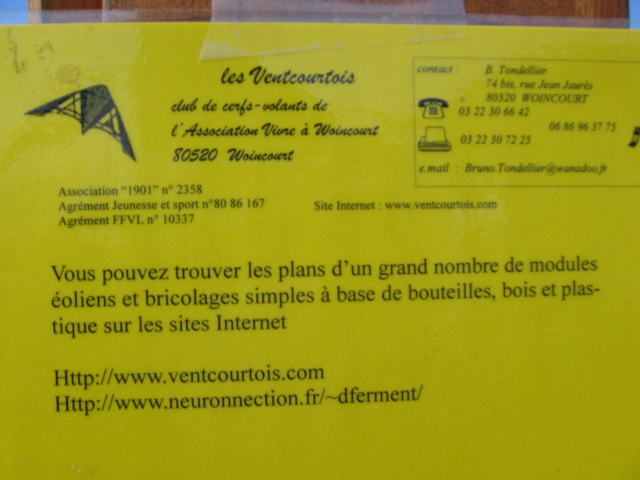 les Ventcourtois
club de cerfs-volants de
l'Association Vivre à Woincourt
80520 Woincourt
contact : B. Tondellier
74 bis, rue Jean Jaurès
80520 WOINCOURT
03 22 30 66 42
06 86 96 37 75
03 22 30 72 25
e.mail : Bruno.Tondellier@wanadoo.fr
Association "1901" n° 2358
Agrément Jeunesse et sport n°80 86 167
Agrément FFVL n° 10337
Site Internet : www.ventcourtois.com
Vous pouvez trouver les plans d'un grand nombre de modules
éoliens et bricolages simples à base de bouteilles, bois et plas-
tique sur les sites Internet
Http://www.ventcourtois.com
Http://www.neuronnection.fr/~dferment/